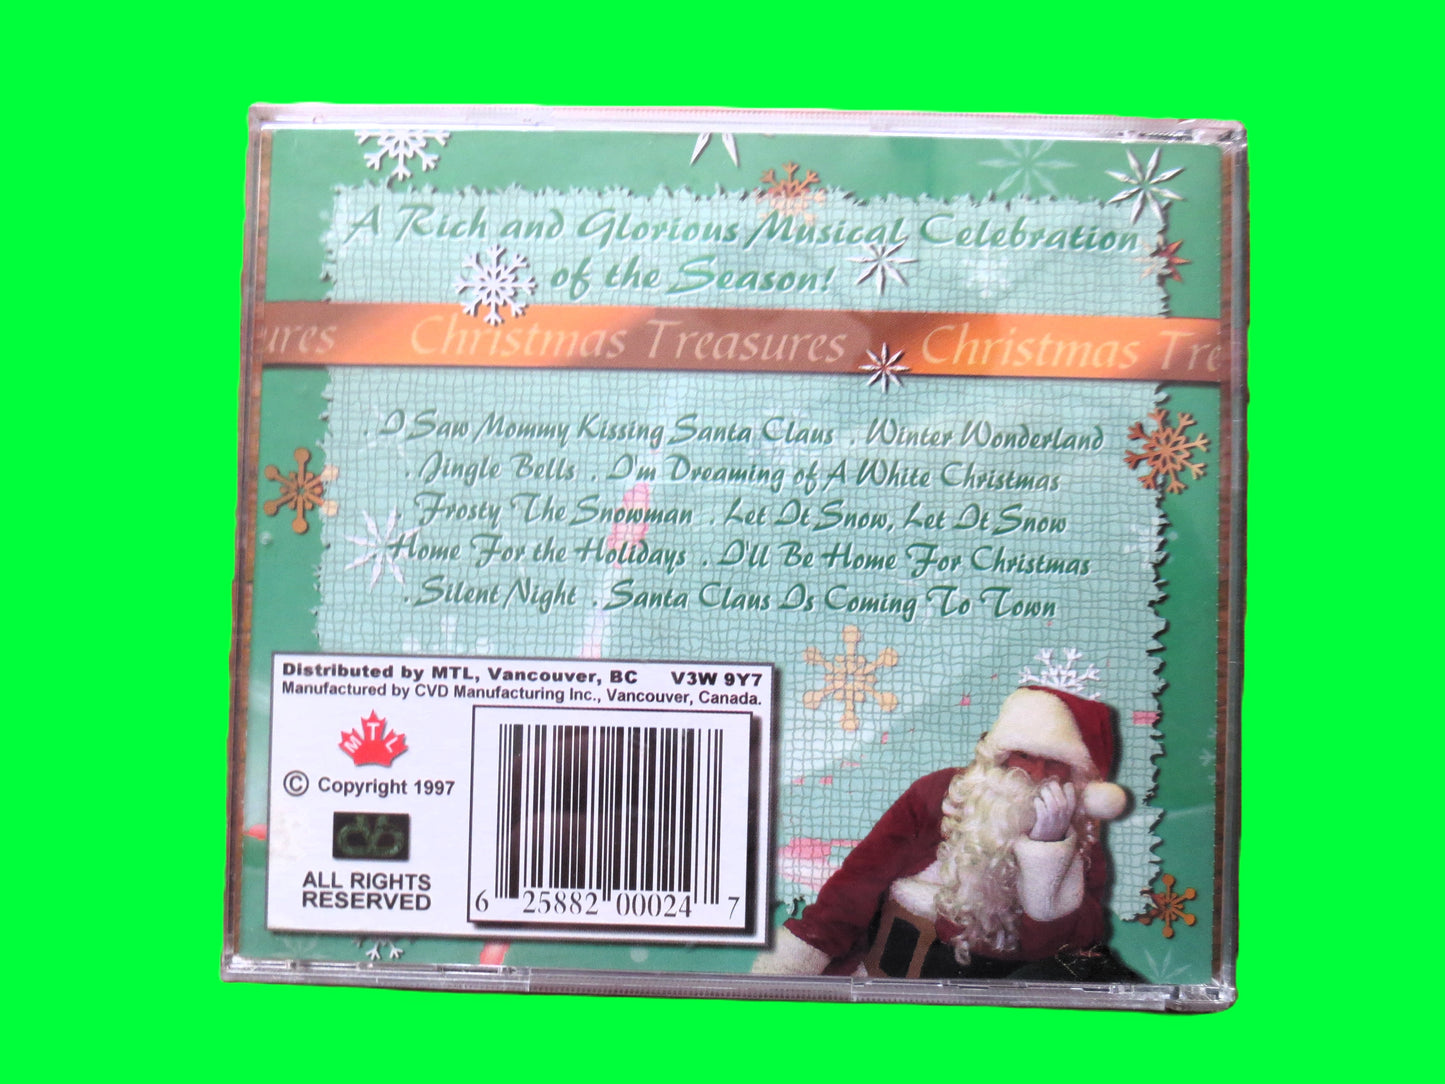 A Rich and Glorious Musical Celebration
of the Season!
ures Christmas Treasures Christmas Tre
. I Saw Mommy Kissing Santa Claus . Winter Wonderland
. Jingle Bells . I'm Dreaming of A White Christmas
Frosty The Snowman . Let It Snow, Let It Snow
Home For the Holidays . I'll Be Home For Christmas
. Silent Night . Santa Claus Is Coming To Town
Distributed by MTL, Vancouver, BC V3W 9Y7
Manufactured by CVD Manufacturing Inc., Vancouver, Canada.
MTL
© Copyright 1997
ALL RIGHTS
RESERVED
6 25882 00024 7